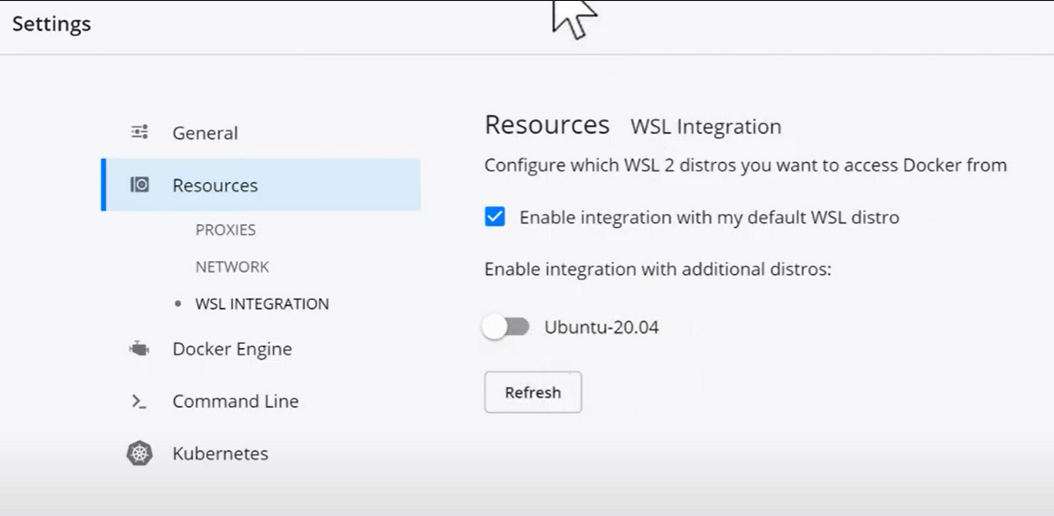 Settings
General
Resources
PROXIES
NETWORK
WSL INTEGRATION
Docker Engine
Command Line
Kubernetes
Resources WSL Integration
Configure which WSL 2 distros you want to access Docker from
Enable integration with my default WSL distro
Enable integration with additional distros:
Ubuntu-20.04
Refresh